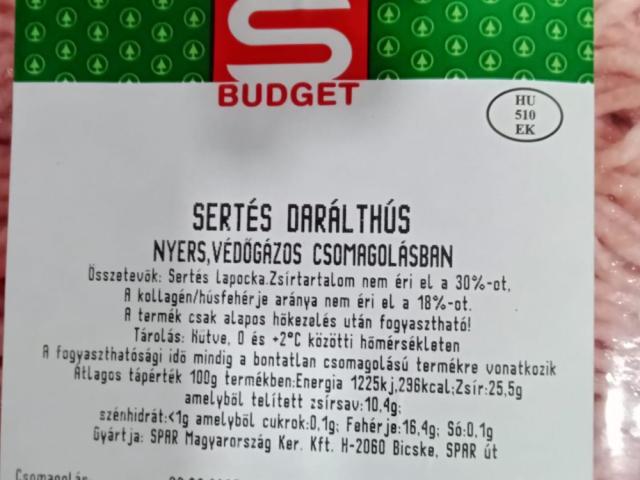 S
BUDGET
HU
510
EK
SERTÉS DARÁLTHÚS
NYERS,VÉDŐGÁZOS CSOMAGOLÁSBAN
Összetevők: Sertés lapocka.Zsírtartalom nem éri el a 30%-ot,
A kollagén/húsfehérje aránya nem éri el a 18%-ot.
A termék csak alapos hőkezelés után fogyasztható!
Tárolás: Hűtve, 0 és +2°C közötti hőmérsékleten
A fogyaszthatósági idő mindig a bontatlan csomagolású termékre vonatkozik
Átlagos tápérték 100g termékben:Energia 1225kj,296kcal;Zsír:25,5g
amelyből telített zsírsav:10,4g;
szénhidrát:<1g amelyből cukrok:0,1g; Fehérje:16,4g; Só:0,1g
Gyártja: SPAR Magyarország Ker. Kft. H-2060 Bicske, SPAR út
Csomagolás